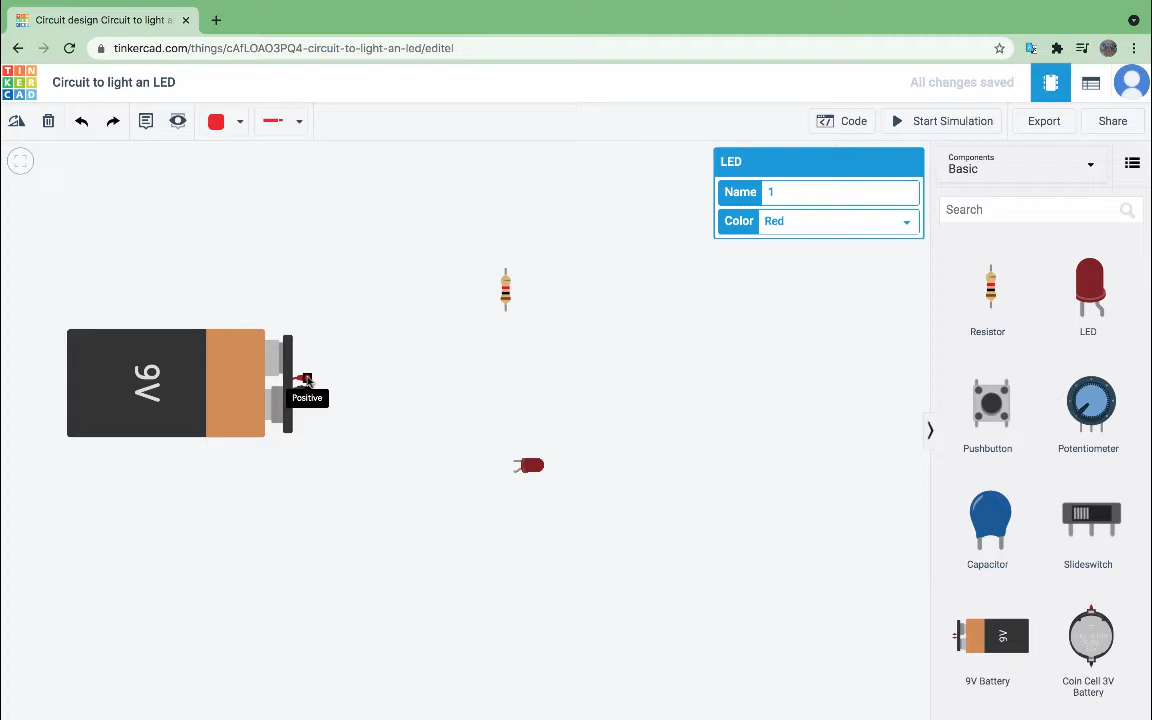 Circuit design Circuit to light a
tinkercad.com/things/cAfLOAO3PQ4-circuit-to-light-an-led/editel
TIN
KER
CAD
Circuit to light an LED
All changes saved
Code
Start Simulation
Export
Share
LED
Name 1
Color Red
Components
Basic
Search
Resistor
LED
Pushbutton
Potentiometer
Capacitor
Slideswitch
9V
9V Battery
Coin Cell 3V
Battery
9V
Positive